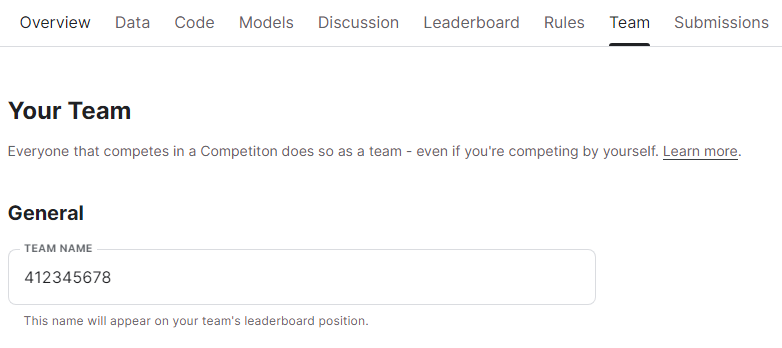 Overview Data Code Models Discussion Leaderboard Rules Team Submissions
Your Team
Everyone that competes in a Competiton does so as a team - even if you're competing by yourself. Learn more.
General
TEAM NAME
412345678
This name will appear on your team's leaderboard position.